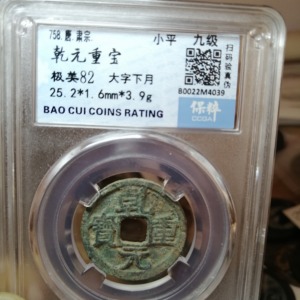 758.唐.肃宗 小平 九级
乾元重宝
极美82 大字下月
25.2*1.6mm*3.9g
BAO CUI COINS RATING
扫码验真伪
B0022M4039
保粹
CCGA
乾元重寶